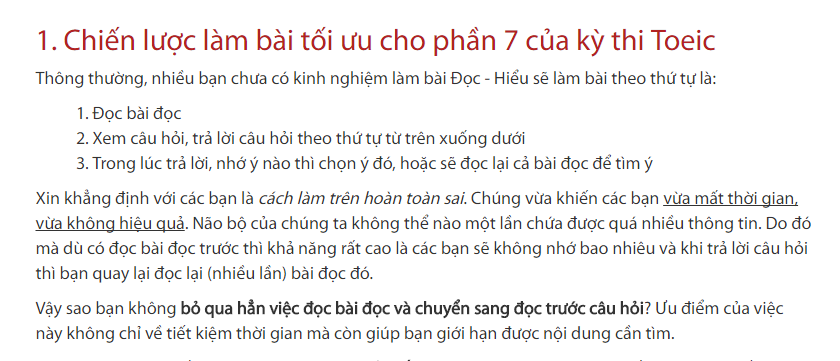 1. Chiến lược làm bài tối ưu cho phần 7 của kỳ thi Toeic
Thông thường, nhiều bạn chưa có kinh nghiệm làm bài Đọc - Hiểu sẽ làm bài theo thứ tự là:
1. Đọc bài đọc
2. Xem câu hỏi, trả lời câu hỏi theo thứ tự từ trên xuống dưới
3. Trong lúc trả lời, nhớ ý nào thì chọn ý đó, hoặc sẽ đọc lại cả bài đọc để tìm ý
Xin khẳng định với các bạn là cách làm trên hoàn toàn sai. Chúng vừa khiến các bạn vừa mất thời gian,
vừa không hiệu quả. Não bộ của chúng ta không thể nào một lần chứa được quá nhiều thông tin. Do đó
mà dù có đọc bài đọc trước thì khả năng rất cao là các bạn sẽ không nhớ bao nhiêu và khi trả lời câu hỏi
thì bạn quay lại đọc lại (nhiều lần) bài đọc đó.
Vậy sao bạn không bỏ qua hẳn việc đọc bài đọc và chuyển sang đọc trước câu hỏi? Ưu điểm của việc
này không chỉ về tiết kiệm thời gian mà còn giúp bạn giới hạn được nội dung cần tìm.